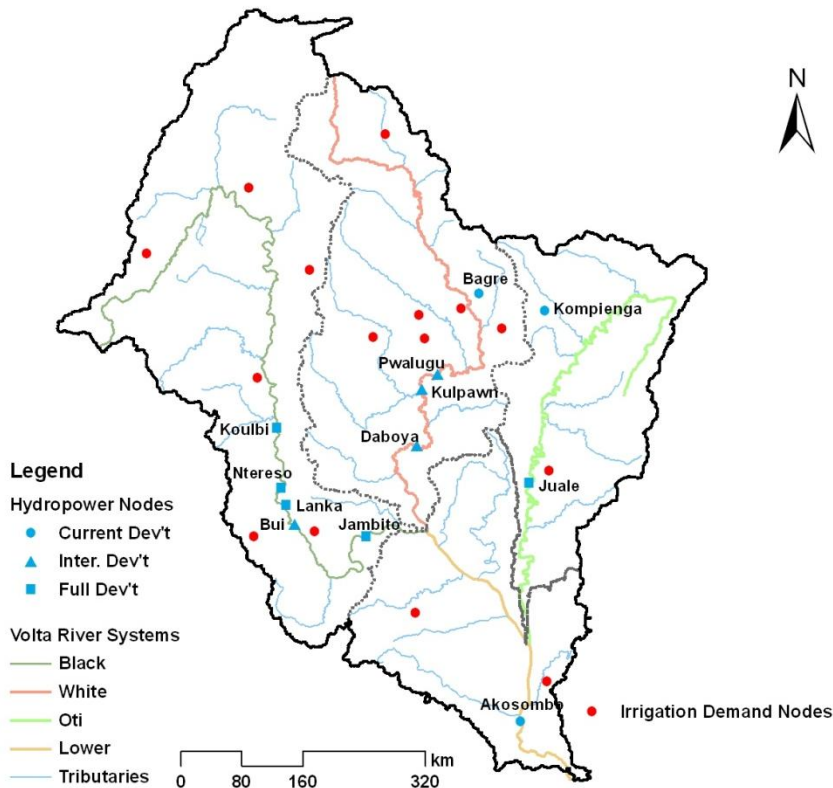 N
Bagre
Kompienga
Pwalugu
Kulpawn
Koulbi
Daboya
Legend
Ntereso
Juale
Hydropower Nodes
Lanka
Current Dev't
Bui
Jambito
Inter. Dev't
Full Dev't
Volta River Systems
Black
White
Akosombo
Irrigation Demand Nodes
Oti
Lower
km
Tributaries
0 80 160 320